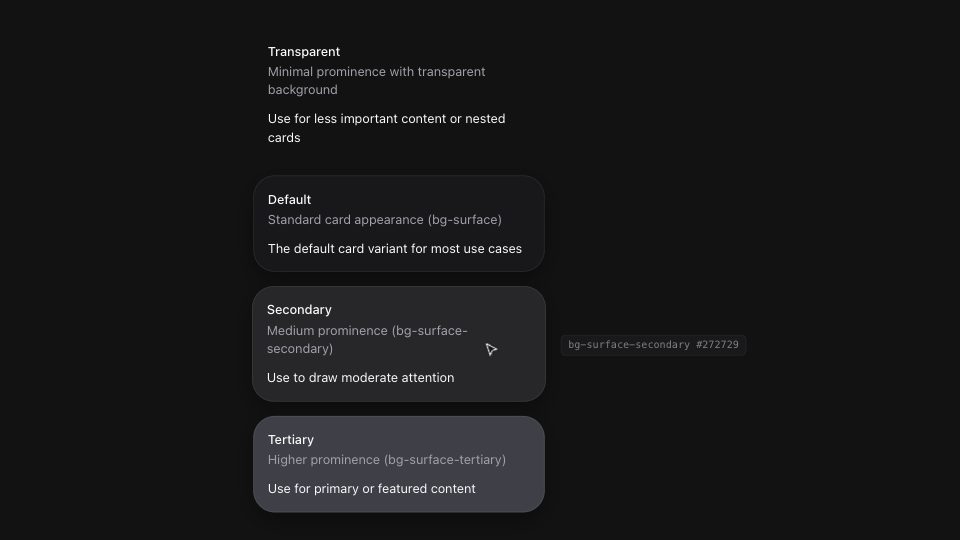 Transparent
Minimal prominence with transparent
background
Use for less important content or nested
cards
Default
Standard card appearance (bg-surface)
The default card variant for most use cases
Secondary
Medium prominence (bg-surface-
secondary)
Use to draw moderate attention
bg-surface-secondary #272729
Tertiary
Higher prominence (bg-surface-tertiary)
Use for primary or featured content